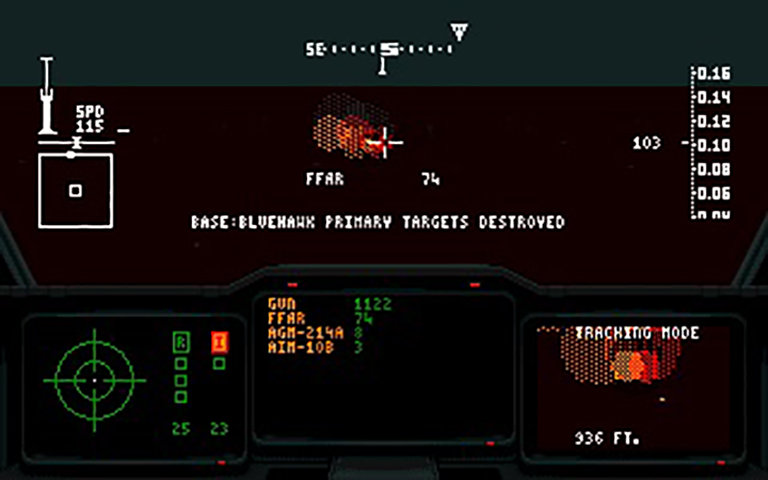 SE S
SPD
115
0.16
0.14
0.12
103 0.10
0.08
0.06
FFAR 74
BASE:BLUEHAWK PRIMARY TARGETS DESTROYED
GUN 1122
FFAR 74
AGM-214A 8
AIM-10B 3
R I
25 23
TRACKING MODE
936 FT.